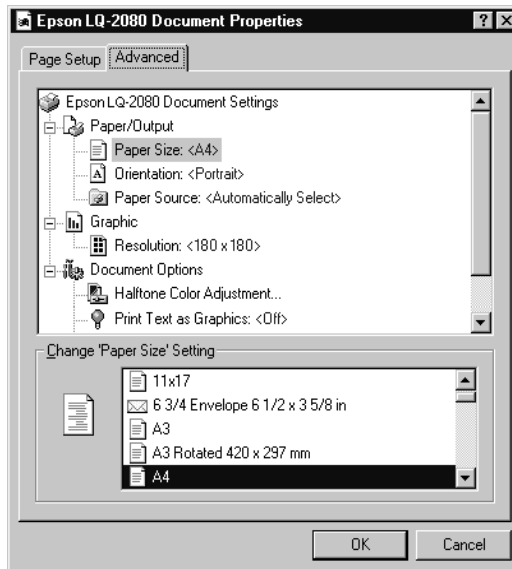 Epson LQ-2080 Document Properties
Page Setup
Advanced
Epson LQ-2080 Document Settings
Paper/Output
Paper Size: <A4>
Orientation: <Portrait>
Paper Source: <Automatically Select>
Graphic
Resolution: <180 x 180>
Document Options
Halftone Color Adjustment...
Print Text as Graphics: <Off>
Change 'Paper Size' Setting
11x17
6 3/4 Envelope 6 1/2 x 3 5/8 in
A3
A3 Rotated 420 x 297 mm
A4
OK
Cancel